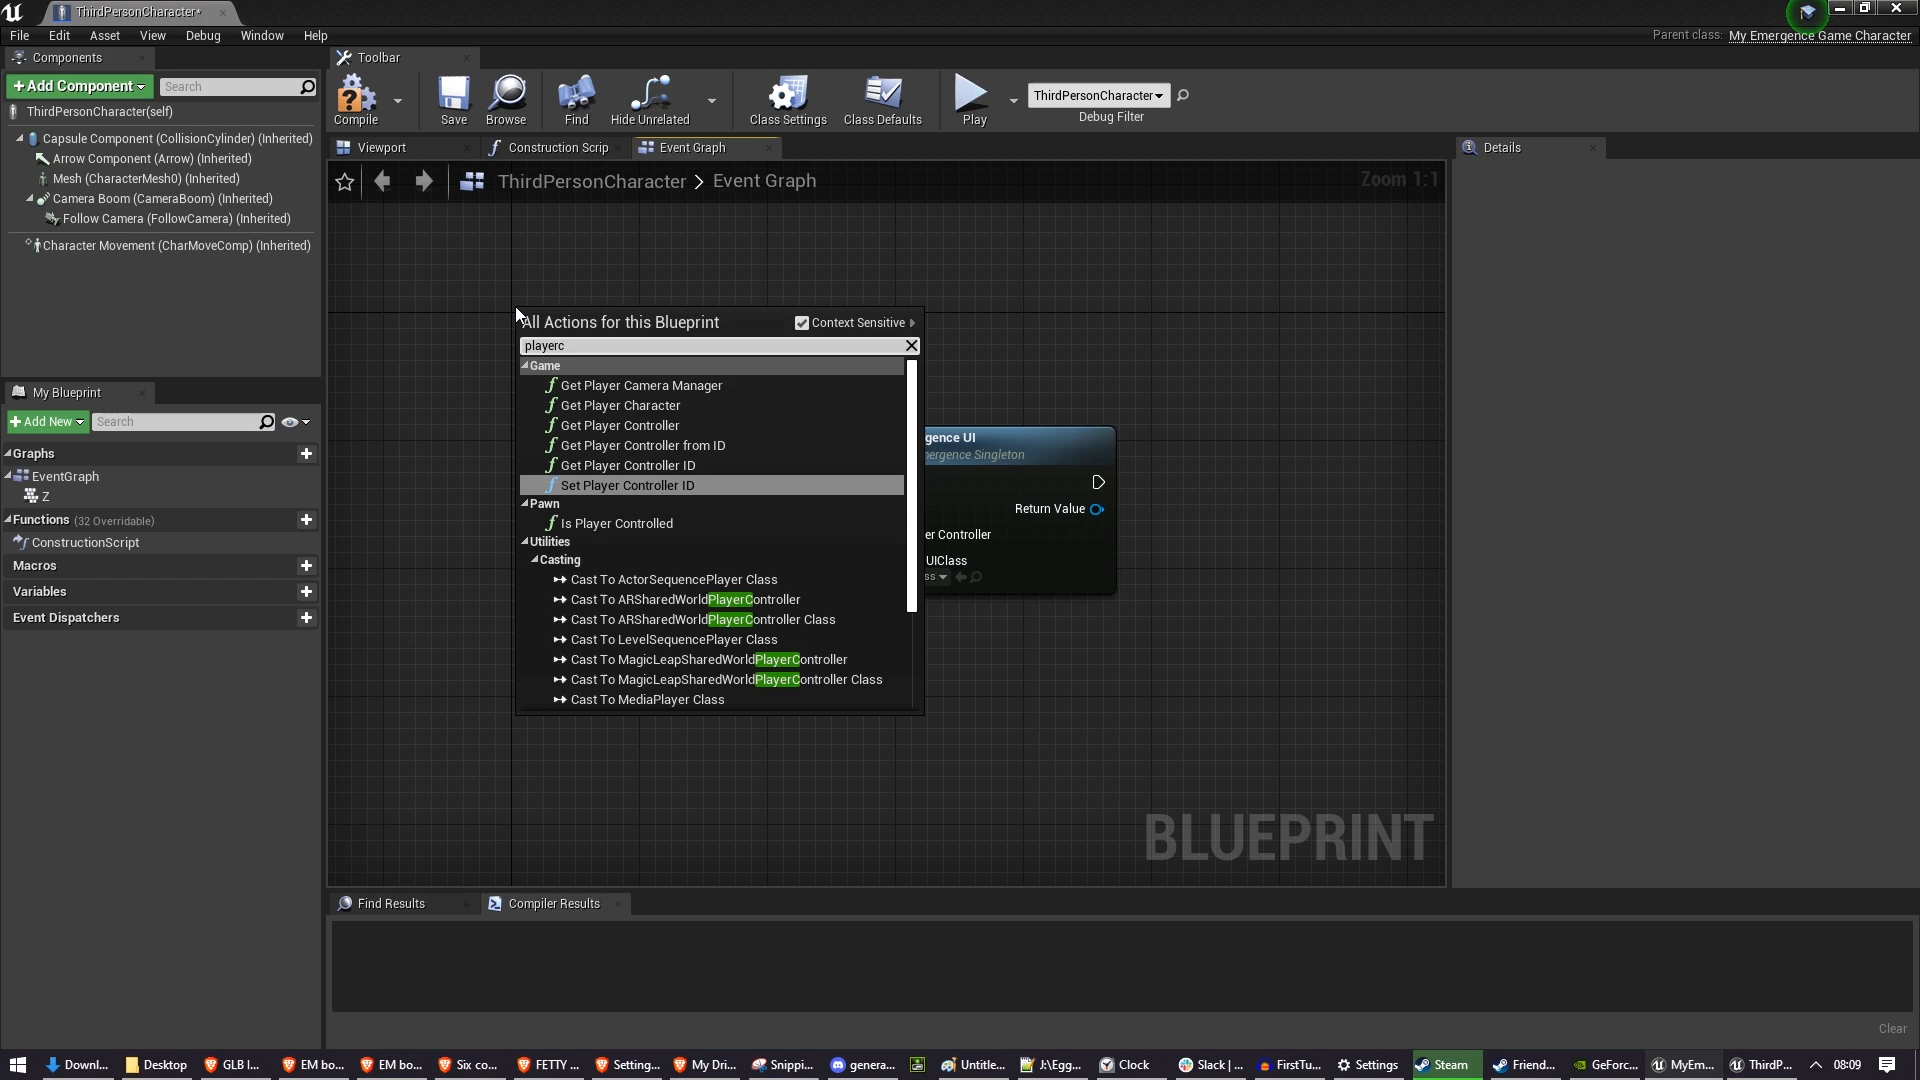 ThirdPersonCharacter*
File Edit Asset View Debug Window Help
Parent class: My Emergence Game Character
Components
+Add Component
Search
ThirdPersonCharacter(self)
Capsule Component (CollisionCylinder) (Inherited)
Arrow Component (Arrow) (Inherited)
Mesh (CharacterMesh0) (Inherited)
Camera Boom (CameraBoom) (Inherited)
Follow Camera (FollowCamera) (Inherited)
Character Movement (CharMoveComp) (Inherited)
My Blueprint
+Add New
Search
Graphs
EventGraph
Z
Functions (32 Overridable)
ConstructionScript
Macros
Variables
Event Dispatchers
Toolbar
Compile
Save
Browse
Find
Hide Unrelated
Class Settings
Class Defaults
Play
ThirdPersonCharacter
Debug Filter
Viewport
Construction Scrip
Event Graph
Details
ThirdPersonCharacter > Event Graph
Zoom 1:1
All Actions for this Blueprint
Context Sensitive
playerc
Game
Get Player Camera Manager
Get Player Character
Get Player Controller
Get Player Controller from ID
Get Player Controller ID
Set Player Controller ID
Pawn
Is Player Controlled
Utilities
Casting
Cast To ActorSequencePlayer Class
Cast To ARSharedWorldPlayerController
Cast To ARSharedWorldPlayerController Class
Cast To LevelSequencePlayer Class
Cast To MagicLeapSharedWorldPlayerController
Cast To MagicLeapSharedWorldPlayerController Class
Cast To MediaPlayer Class
gence UI
mergence Singleton
Return Value
er Controller
UIClass
ss
BLUEPRINT
Find Results
Compiler Results
Clear
Downl... Desktop GLB l... EM bo... EM bo... Six co... FETTY ... Setting... My Dri... Snippi... genera... Untitle... J:\Egg... Clock Slack | ... FirstTu... Settings Steam Friend... GeForc... MyEm... ThirdP... 08:09